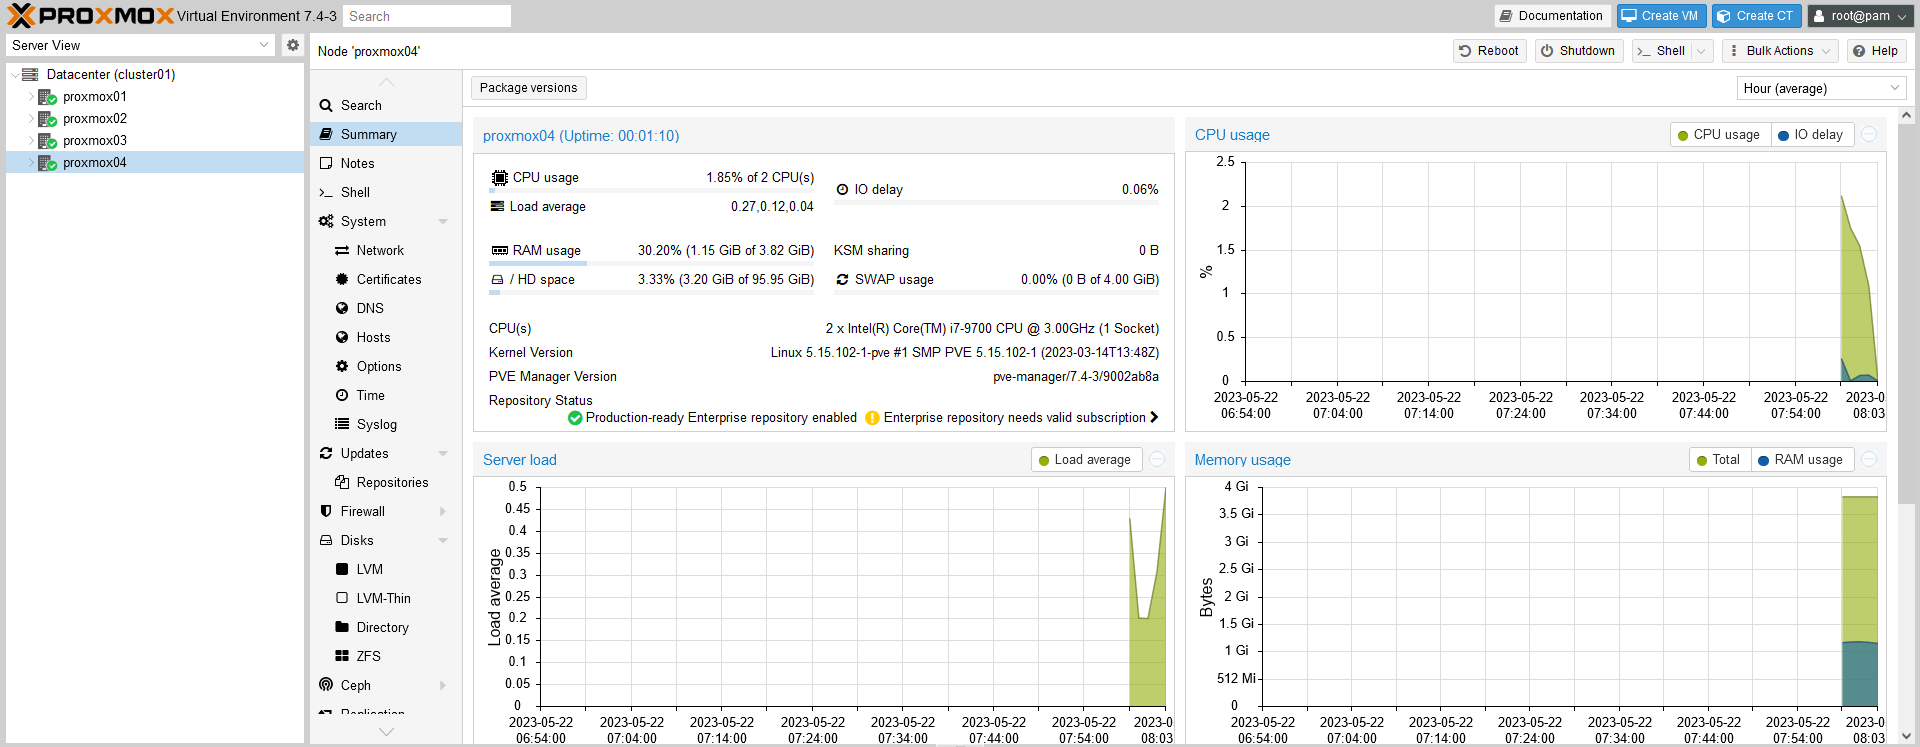 PROXMOX Virtual Environment 7.4-3 Search Documentation Create VM Create CT root@pam
Server View
Datacenter (cluster01)
proxmox01
proxmox02
proxmox03
proxmox04
Node 'proxmox04' Reboot Shutdown Shell Bulk Actions Help
Search
Summary
Notes
Shell
System
Network
Certificates
DNS
Hosts
Options
Time
Syslog
Updates
Repositories
Firewall
Disks
LVM
LVM-Thin
Directory
ZFS
Ceph
Replication
Package versions Hour (average)
proxmox04 (Uptime: 00:01:10)
CPU usage 1.85% of 2 CPU(s)
IO delay 0.06%
Load average 0.27,0.12,0.04
RAM usage 30.20% (1.15 GiB of 3.82 GiB)
KSM sharing 0 B
/ HD space 3.33% (3.20 GiB of 95.95 GiB)
SWAP usage 0.00% (0 B of 4.00 GiB)
CPU(s) 2 x Intel(R) Core(TM) i7-9700 CPU @ 3.00GHz (1 Socket)
Kernel Version Linux 5.15.102-1-pve #1 SMP PVE 5.15.102-1 (2023-03-14T13:48Z)
PVE Manager Version pve-manager/7.4-3/9002ab8a
Repository Status
Production-ready Enterprise repository enabled Enterprise repository needs valid subscription
CPU usage CPU usage IO delay
2.5
2
1.5
%
1
0.5
0
2023-05-22 2023-05-22 2023-05-22 2023-05-22 2023-05-22 2023-05-22 2023-05-22 2023-0
06:54:00 07:04:00 07:14:00 07:24:00 07:34:00 07:44:00 07:54:00 08:03
Server load Load average
0.5
0.45
0.4
0.35
0.3
Load average
0.25
0.2
0.15
0.1
0.05
0
2023-05-22 2023-05-22 2023-05-22 2023-05-22 2023-05-22 2023-05-22 2023-05-22 2023-0
06:54:00 07:04:00 07:14:00 07:24:00 07:34:00 07:44:00 07:54:00 08:03
Memory usage Total RAM usage
4 Gi
3.5 Gi
3 Gi
2.5 Gi
Bytes
2 Gi
1.5 Gi
1 Gi
512 Mi
0
2023-05-22 2023-05-22 2023-05-22 2023-05-22 2023-05-22 2023-05-22 2023-05-22 2023-0
06:54:00 07:04:00 07:14:00 07:24:00 07:34:00 07:44:00 07:54:00 08:03